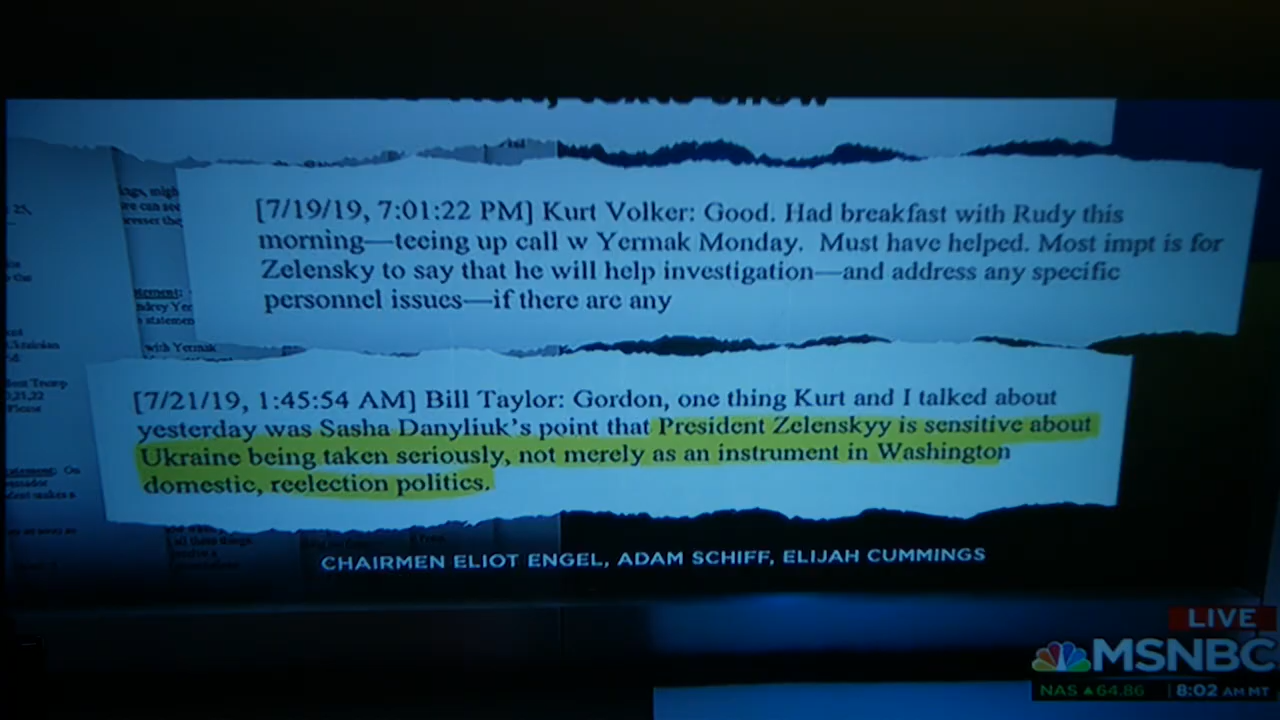 [7/19/19, 7:01:22 PM] Kurt Volker: Good. Had breakfast with Rudy this
morning—teeing up call w Yermak Monday. Must have helped. Most impt is for
Zelensky to say that he will help investigation—and address any specific
personnel issues—if there are any
with Yermak
[7/21/19, 1:45:54 AM] Bill Taylor: Gordon, one thing Kurt and I talked about
yesterday was Sasha Danyliuk's point that President Zelenskyy is sensitive about
Ukraine being taken seriously, not merely as an instrument in Washington
domestic, reelection politics.
CHAIRMEN ELIOT ENGEL, ADAM SCHIFF, ELIJAH CUMMINGS
LIVE
MSNBC
NAS ▲64.86 | 8:02 AM MT